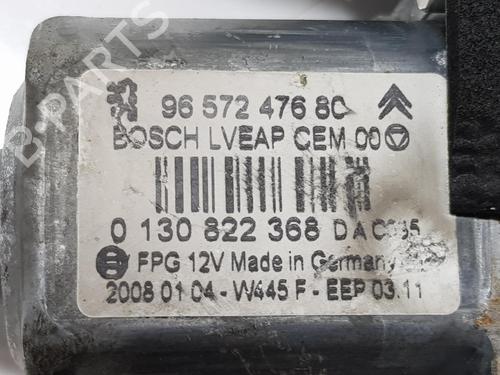 96 572 476 80
BOSCH LVEAP CEM 00
0 130 822 368 DA
FPG 12V Made in Germany
2008 01 04 - W445 F - EEP 03.11
B-PARTS